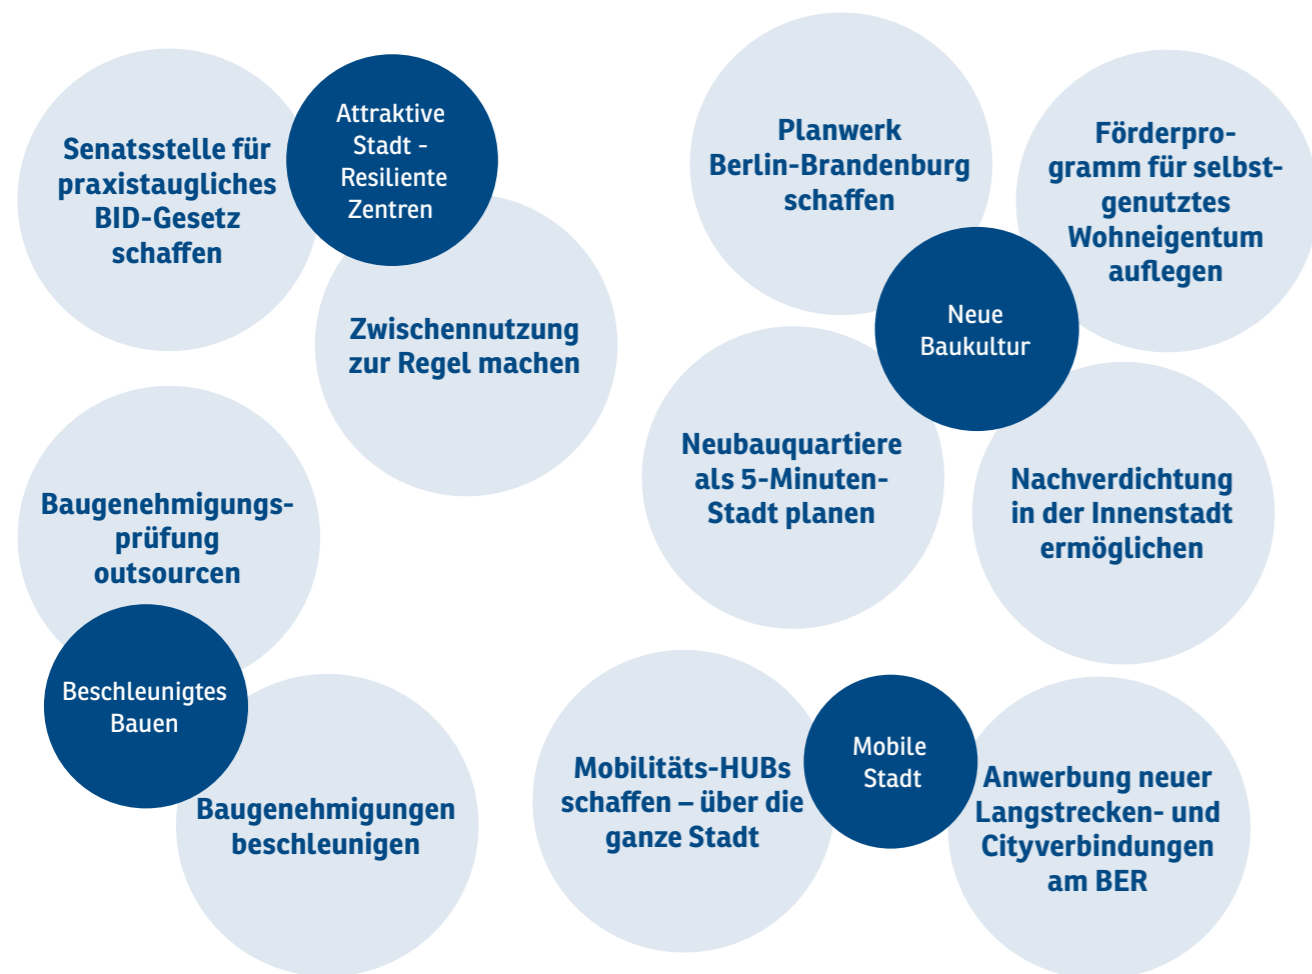 Senatsstelle für
praxistaugliches
BID-Gesetz
schaffen
Attraktive
Stadt -
Resiliente
Zentren
Zwischennutzung
zur Regel machen
Planwerk
Berlin-Brandenburg
schaffen
Förderpro-
gramm für selbst-
genutztes
Wohneigentum
auflegen
Neue
Baukultur
Neubauquartiere
als 5-Minuten-
Stadt planen
Nachverdichtung
in der Innenstadt
ermöglichen
Baugenehmigungs-
prüfung
outsourcen
Beschleunigtes
Bauen
Baugenehmigungen
beschleunigen
Mobilitäts-HUBs
schaffen – über die
ganze Stadt
Mobile
Stadt
Anwerbung neuer
Langstrecken- und
Cityverbindungen
am BER